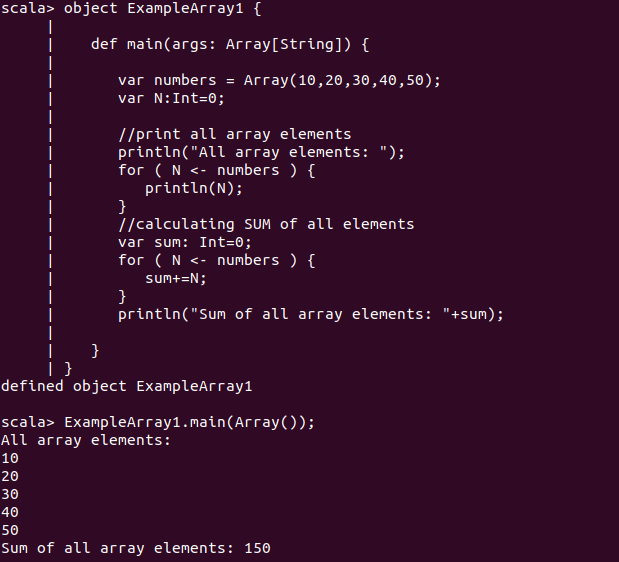 scala> object ExampleArray1 {
     |
     |    def main(args: Array[String]) {
     |
     |       var numbers = Array(10,20,30,40,50);
     |       var N:Int=0;
     |
     |       //print all array elements
     |       println("All array elements: ");
     |       for ( N <- numbers ) {
     |          println(N);
     |       }
     |       //calculating SUM of all elements
     |       var sum: Int=0;
     |       for ( N <- numbers ) {
     |          sum+=N;
     |       }
     |       println("Sum of all array elements: "+sum);
     |
     |    }
     | }
defined object ExampleArray1

scala> ExampleArray1.main(Array());
All array elements:
10
20
30
40
50
Sum of all array elements: 150